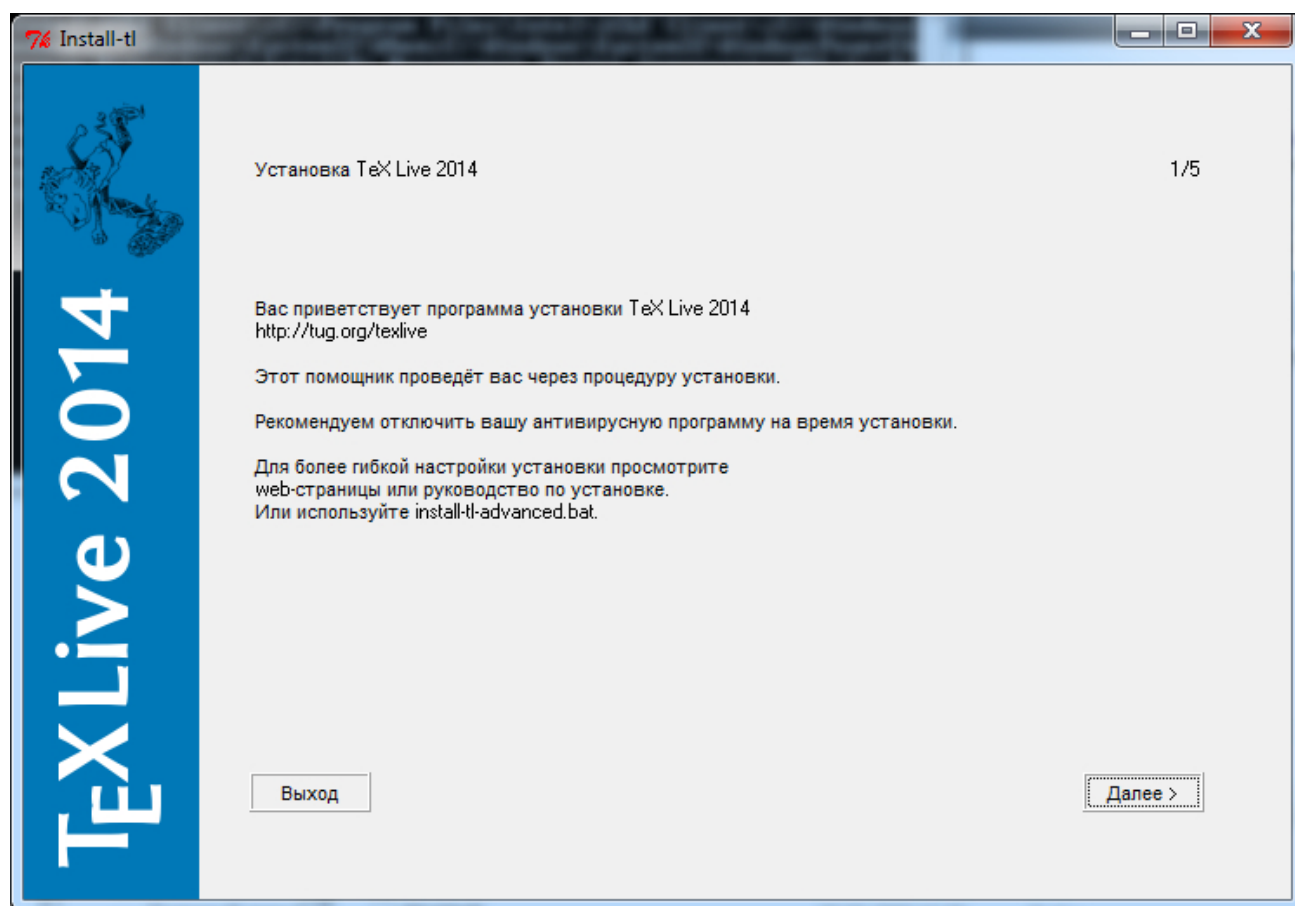 Install-tl
TEXLive 2014
Установка TeX Live 2014
1/5
Вас приветствует программа установки TeX Live 2014
http://tug.org/texlive
Этот помощник проведёт вас через процедуру установки.
Рекомендуем отключить вашу антивирусную программу на время установки.
Для более гибкой настройки установки просмотрите
web-страницы или руководство по установке.
Или используйте install-tl-advanced.bat.
Выход
Далее >